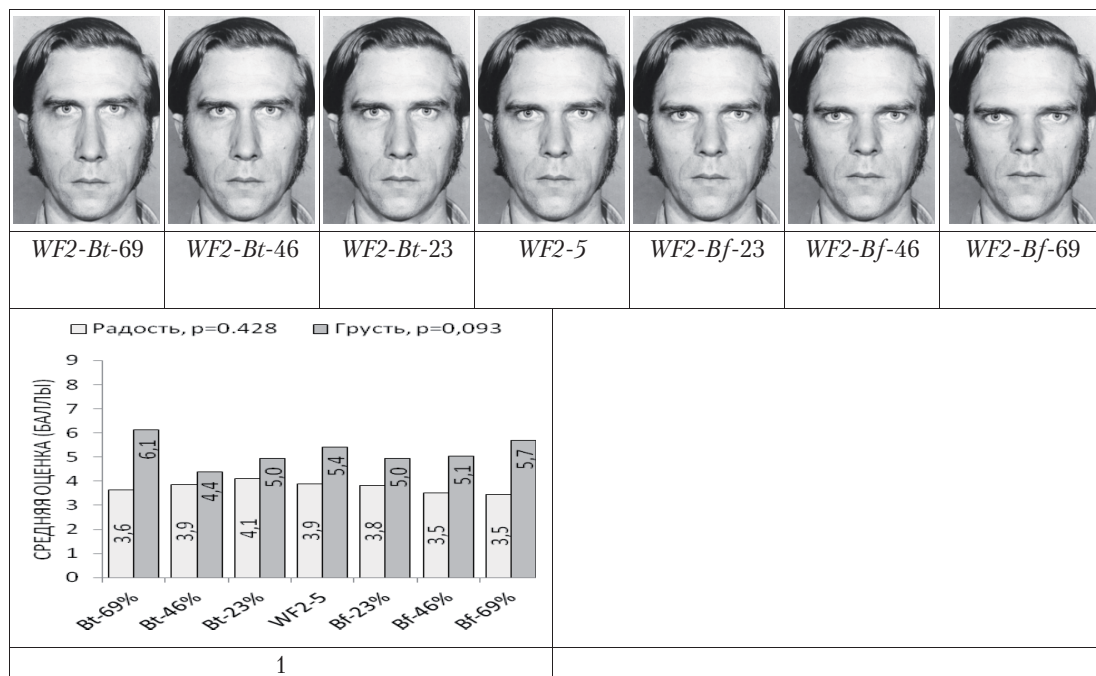 WF2-Bt-69 WF2-Bt-46 WF2-Bt-23 WF2-5 WF2-Bf-23 WF2-Bf-46 WF2-Bf-69
Радость, p=0.428 Грусть, p=0,093
СРЕДНЯЯ ОЦЕНКА (БАЛЛЫ)
9
8
7
6
5
4
3
2
1
0
3,6 6,1 3,9 4,4 4,1 5,0 3,9 5,4 3,8 5,0 3,5 5,1 3,5 5,7
Bt-69% Bt-46% Bt-23% WF2-5 Bf-23% Bf-46% Bf-69%
1